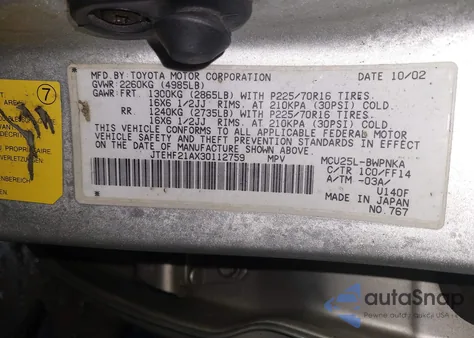 MFD. BY: TOYOTA MOTOR CORPORATION DATE 10/02
GVWR: 2260KG (4985LB)
GAWR: FRT. 1300KG (2865LB) WITH P225/70R16 TIRES.
16X6 1/2JJ RIMS. AT 210KPA (30PSI) COLD.
RR. 1240KG (2735LB) WITH P225/70R16 TIRES.
16X6 1/2JJ RIMS. AT 210KPA (30PSI) COLD.
THIS VEHICLE CONFORMS TO ALL APPLICABLE FEDERAL MOTOR
VEHICLE SAFETY AND THEFT PREVENTION STANDARDS IN EFFECT ON THE
DATE OF MANUFACTURE SHOWN ABOVE.
JTEHF21AX30112759 MPV MCU25L-BWPNKA
C/TR 1C0/FF14
A/TM -03A/
U140F
MADE IN JAPAN
NO.767
7
autoSnap
Pewne auta z USA